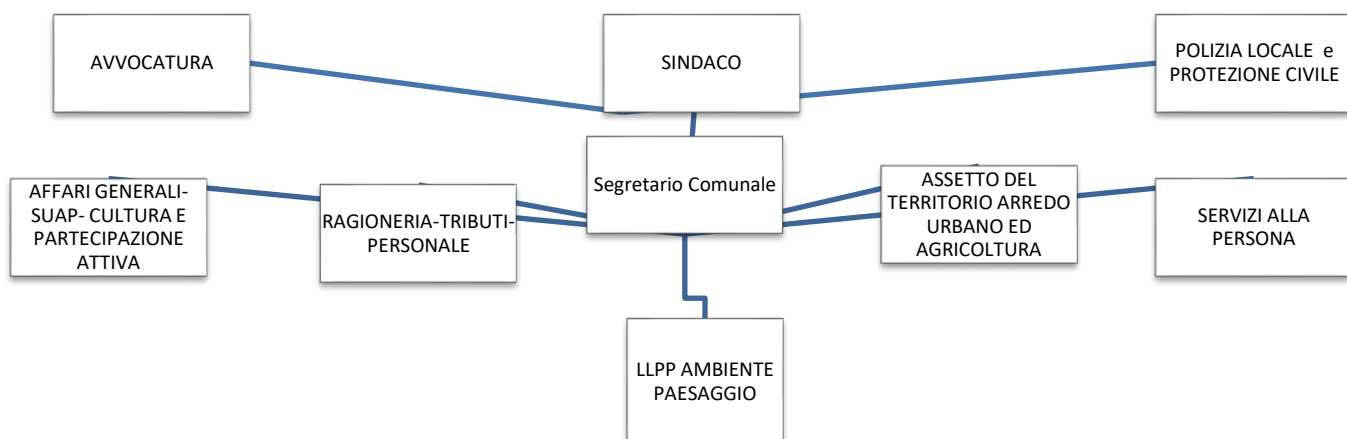 AVVOCATURA
SINDACO
POLIZIA LOCALE e
PROTEZIONE CIVILE
Segretario Comunale
AFFARI GENERALI-
SUAP- CULTURA E
PARTECIPAZIONE
ATTIVA
RAGIONERIA-TRIBUTI-
PERSONALE
ASSETTO DEL
TERRITORIO ARREDO
URBANO ED
AGRICOLTURA
SERVIZI ALLA
PERSONA
LLPP AMBIENTE
PAESAGGIO